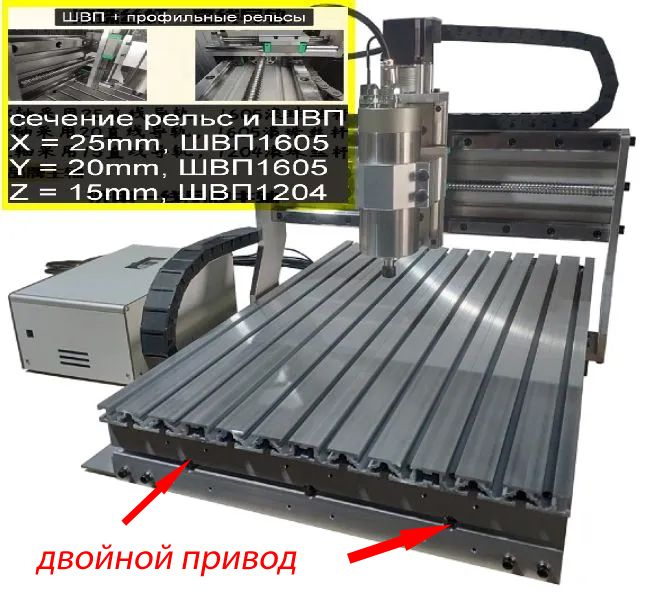 ШВП + профильные рельсы
сечение рельс и ШВП
X = 25mm, ШВП1605
Y = 20mm, ШВП1605
Z = 15mm, ШВП1204
двойной привод